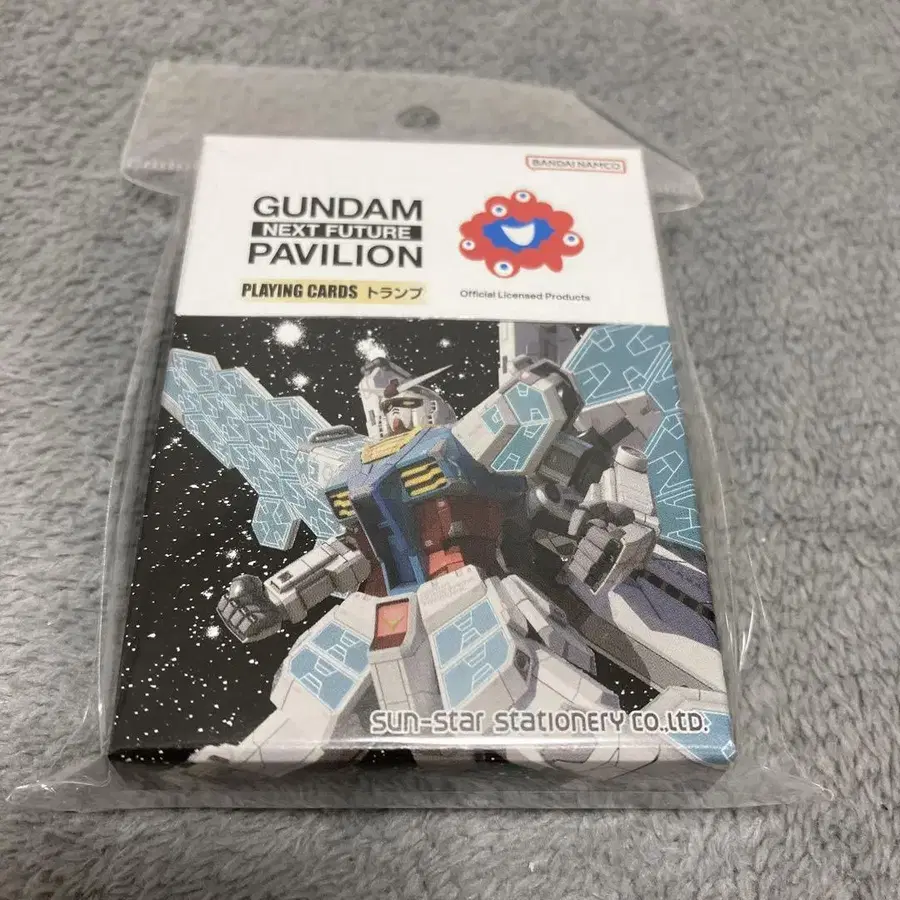 BANDAI NAMCO
GUNDAM
NEXT FUTURE
PAVILION
PLAYING CARDS トランプ
Official Licensed Products
sun-star stationery co.,ltd.